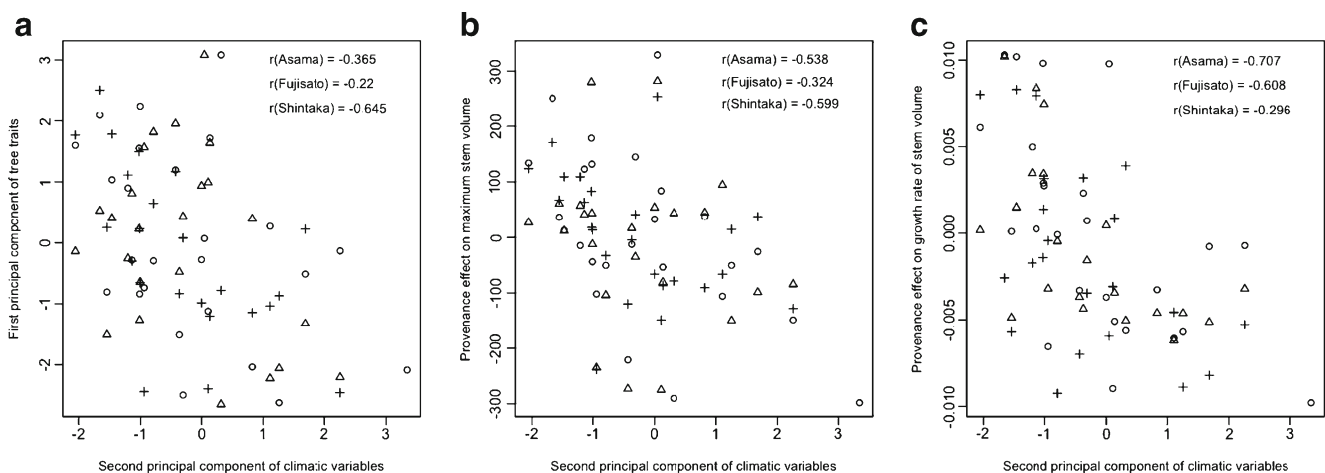 a
First principal component of tree traits
3
2
1
0
-1
-2
r(Asama) = -0.365
r(Fujisato) = -0.22
r(Shintaka) = -0.645
-2 -1 0 1 2 3
Second principal component of climatic variables
b
Provenance effect on maximum stem volume
300
200
100
0
-100
-200
-300
r(Asama) = -0.538
r(Fujisato) = -0.324
r(Shintaka) = -0.599
-2 -1 0 1 2 3
Second principal component of climatic variables
c
Provenance effect on growth rate of stem volume
0.010
0.005
0.000
-0.005
-0.010
r(Asama) = -0.707
r(Fujisato) = -0.608
r(Shintaka) = -0.296
-2 -1 0 1 2 3
Second principal component of climatic variables